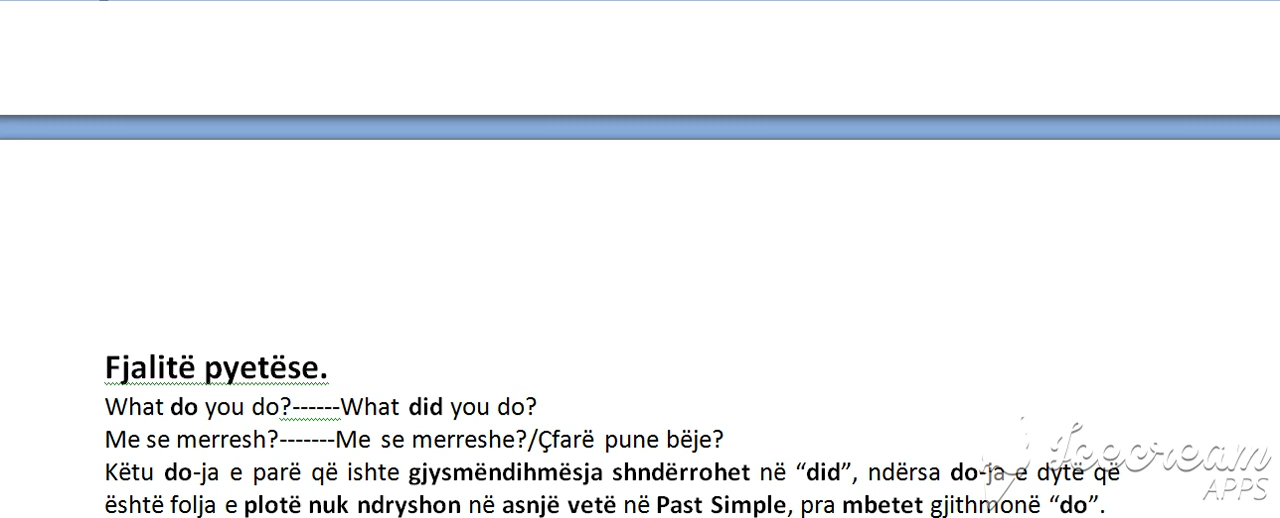 Fjalitë pyetëse.
What do you do?------What did you do?
Me se merresh?-------Me se merreshe?/Çfarë pune bëje?
Këtu do-ja e parë që ishte gjysmëndihmësja shndërrohet në “did”, ndërsa do-ja e dytë që
është folja e plotë nuk ndryshon në asnjë vetë në Past Simple, pra mbetet gjithmonë “do”.
Icecream
APPS